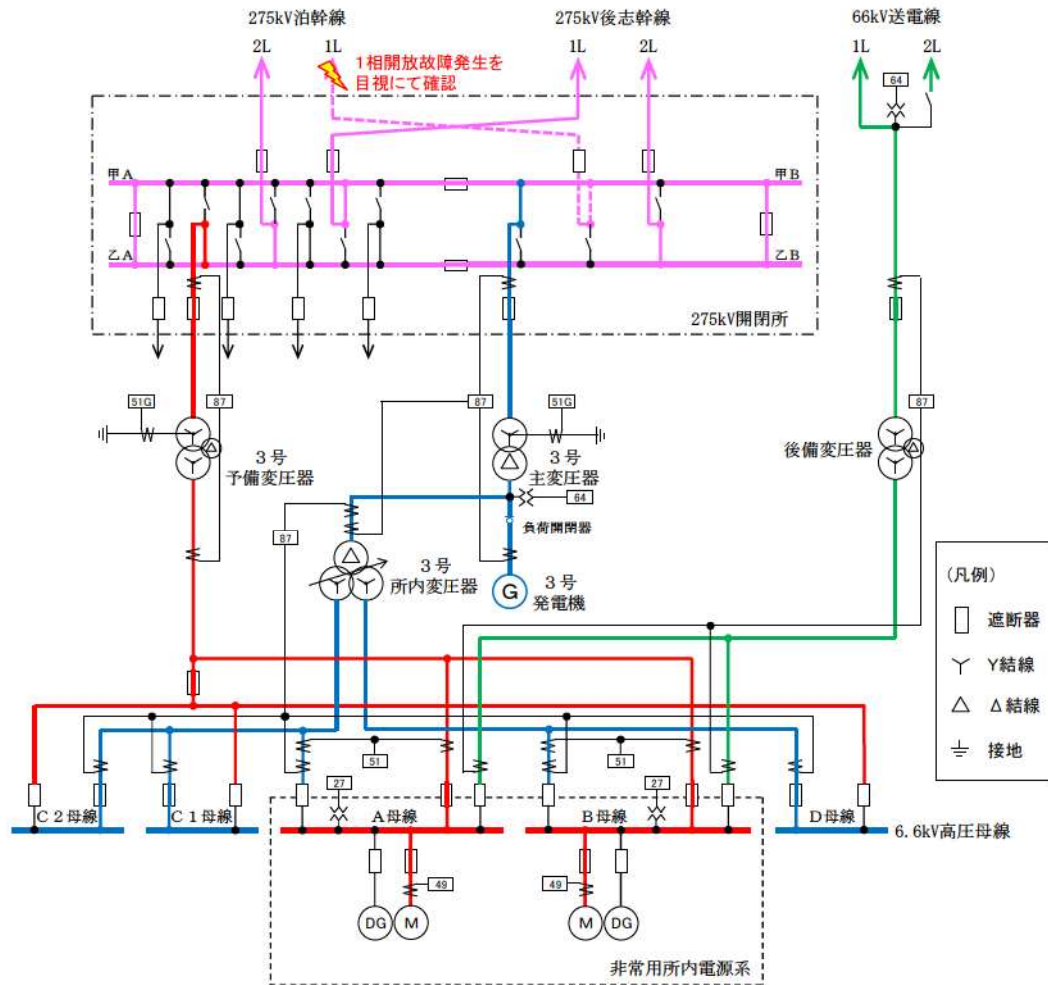 275kV泊幹線
275kV後志幹線
66kV送電線
2L
1L
1L
2L
1L
2L
1相開放故障発生を
目視にて確認
64
甲A
甲B
乙A
乙B
275kV開閉所
51G
87
87
51G
87
3号
予備変圧器
3号
主変圧器
後備変圧器
64
負荷開閉器
87
3号
所内変圧器
G
3号
発電機
(凡例)
遮断器
Y結線
Δ結線
接地
51
51
27
27
C2母線
C1母線
A母線
B母線
D母線
6.6kV高圧母線
49
49
DG
M
M
DG
非常用所内電源系